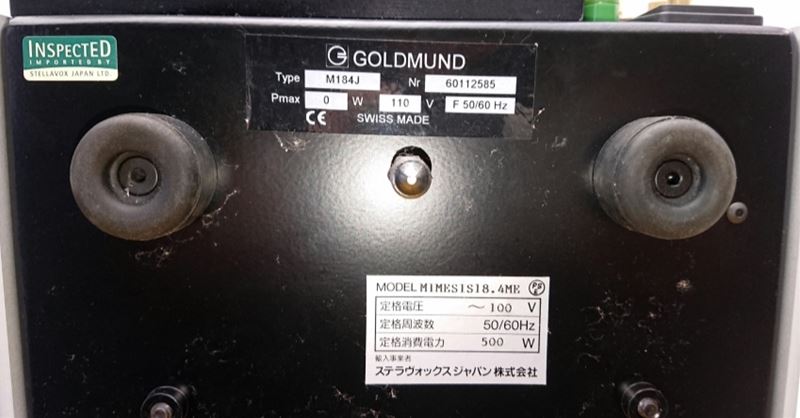 INSPECTED
IMPORTED BY
STELLAVOX JAPAN LTD.
GOLDMUND
Type M184J Nr 60112585
Pmax 0 W 110 V F 50/60 Hz
CE SWISS MADE
MODEL MIMESIS18.4ME PSE
定格電圧 〜100 V
定格周波数 50/60Hz
定格消費電力 500 W
輸入事業者
ステラヴォックスジャパン株式会社